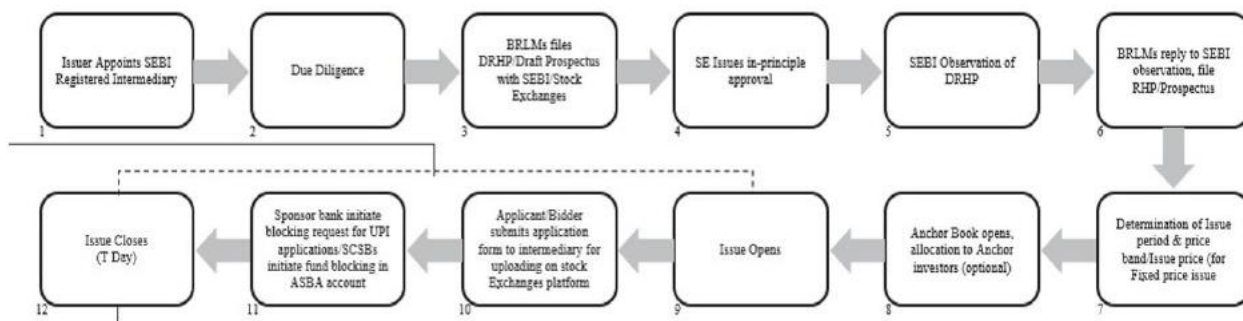 Issuer Appoints SEBI
Registered Intermediary
1
Due Diligence
2
BRLMs files
DRHP/Draft Prospectus
with SEBI/Stock
Exchanges
3
SE Issues in-principle
approval
4
SEBI Observation of
DRHP
5
BRLMs reply to SEBI
observation, file
RHP/Prospectus
6
Determination of Issue
period & price
band/Issue price (for
Fixed price issue
7
Anchor Book opens,
allocation to Anchor
investors (optional)
8
Issue Opens
9
Applicant/Bidder
submits application
form to intermediary for
uploading on stock
Exchanges platform
10
Sponsor bank initiate
blocking request for UPI
applications/SCSBs
initiate fund blocking in
ASBA account
11
Issue Closes
(T Day)
12